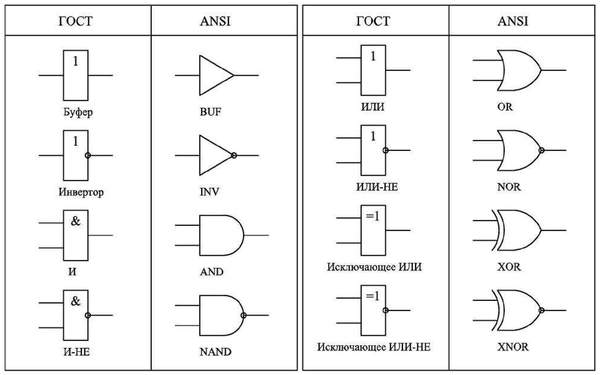 ГОСТ ANSI
1
Буфер BUF
1
Инвертор INV
&
И AND
&
И-НЕ NAND
ГОСТ ANSI
1
ИЛИ OR
1
ИЛИ-НЕ NOR
=1
Исключающее ИЛИ XOR
=1
Исключающее ИЛИ-НЕ XNOR